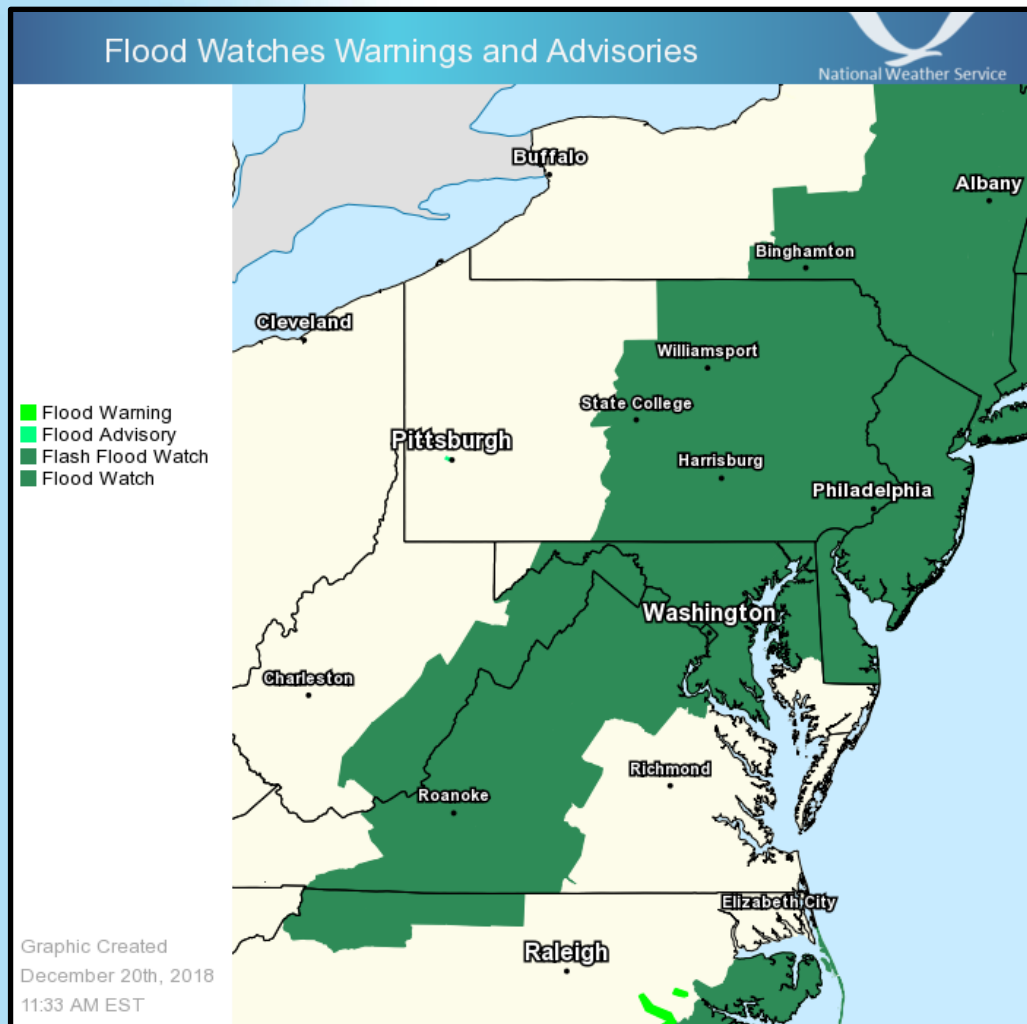 Flood Watches Warnings and Advisories
National Weather Service
Buffalo
Albany
Binghamton
Cleveland
Williamsport
State College
Flood Warning
Flood Advisory
Flash Flood Watch
Flood Watch
Pittsburgh
Harrisburg
Philadelphia
Washington
Charleston
Richmond
Roanoke
Elizabeth City
Raleigh
Graphic Created
December 20th, 2018
11:33 AM EST